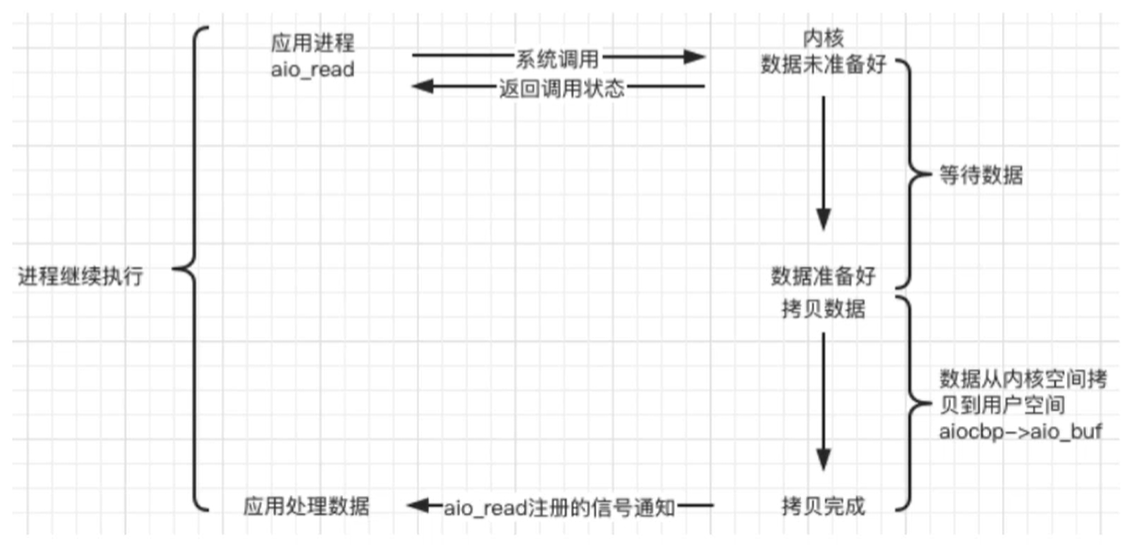 应用进程
aio_read
系统调用
返回调用状态
内核
数据未准备好
等待数据
进程继续执行
数据准备好
拷贝数据
数据从内核空间拷
贝到用户空间
aiocbp->aio_buf
应用处理数据
aio_read注册的信号通知
拷贝完成